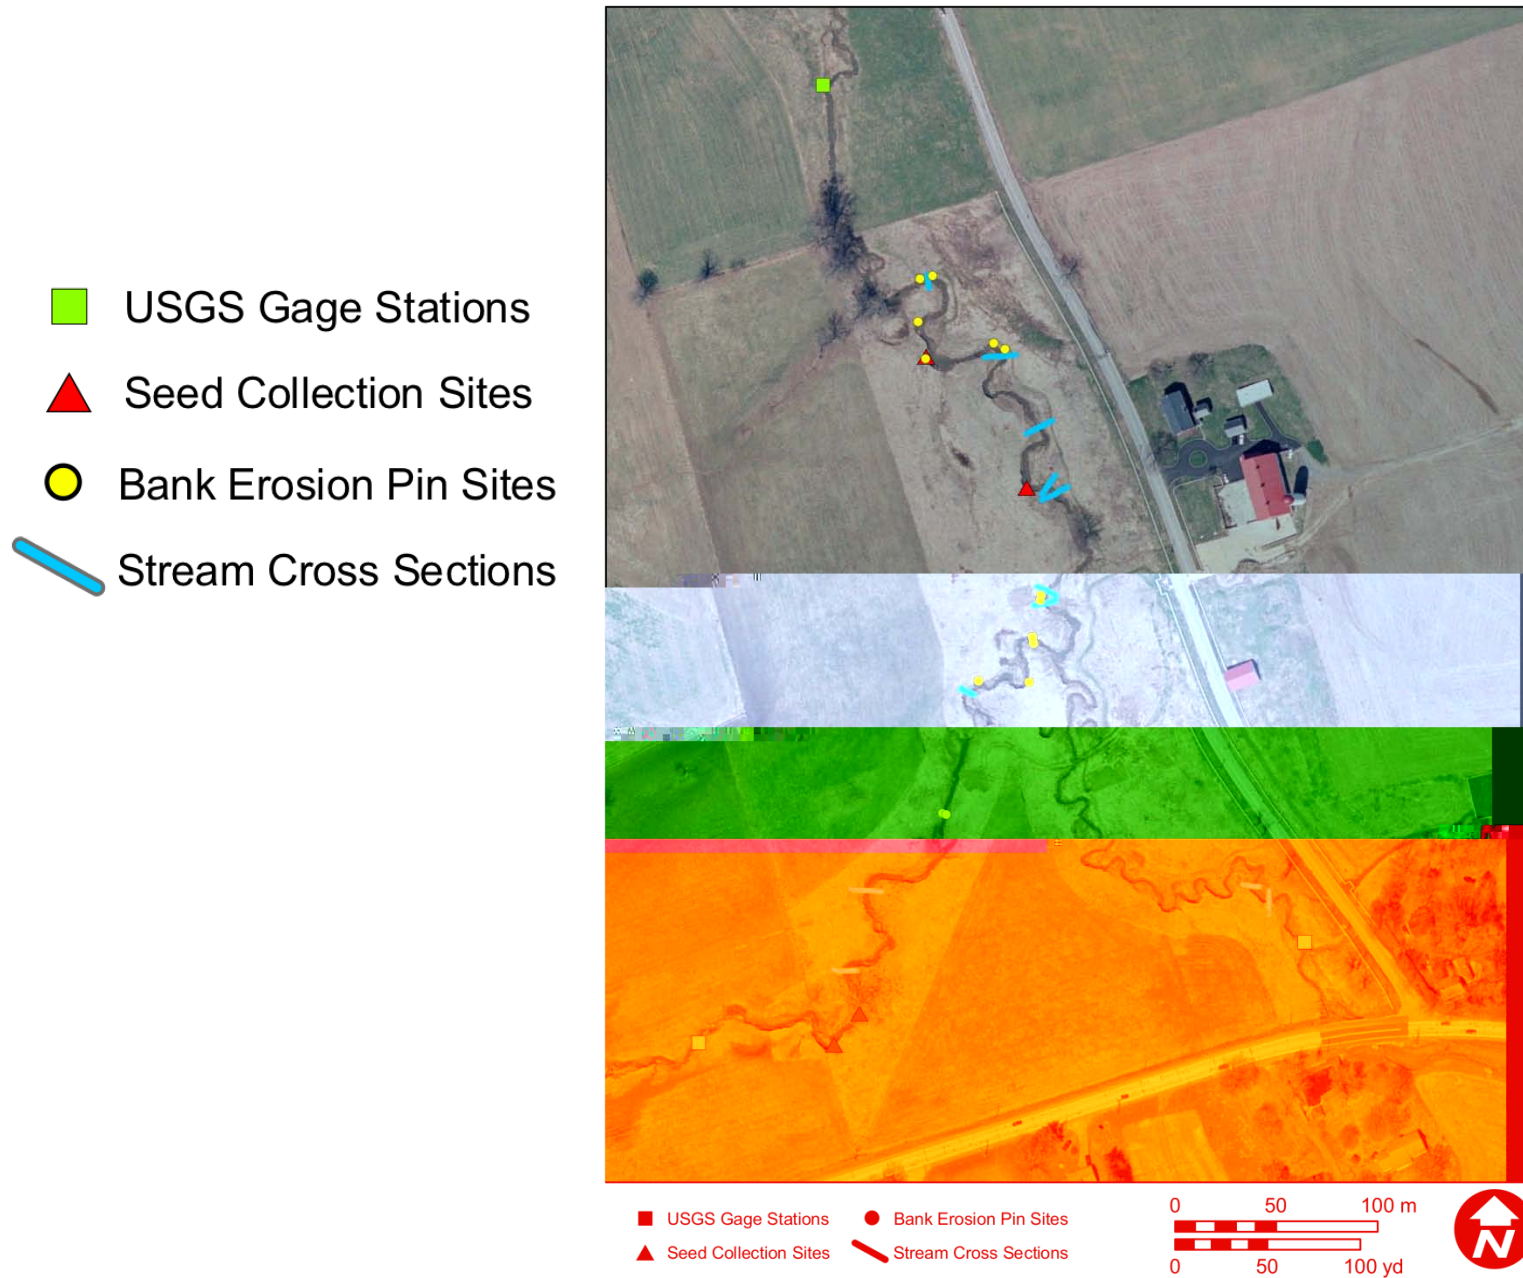 USGS Gage Stations
Seed Collection Sites
Bank Erosion Pin Sites
Stream Cross Sections
USGS Gage Stations
Bank Erosion Pin Sites
Seed Collection Sites
Stream Cross Sections
0 50 100 m
0 50 100 yd
N